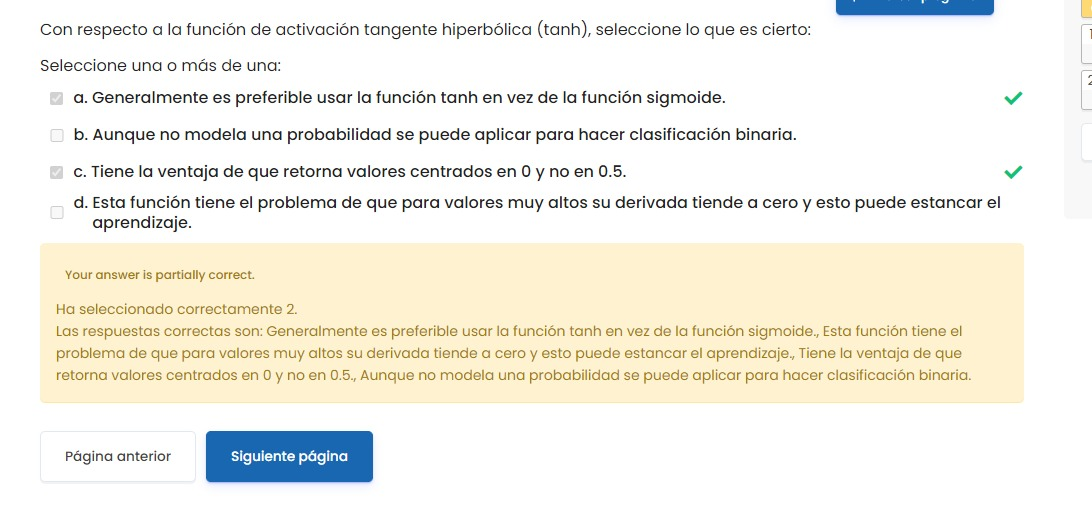 Con respecto a la función de activación tangente hiperbólica (tanh), seleccione lo que es cierto:
Seleccione una o más de una:
a. Generalmente es preferible usar la función tanh en vez de la función sigmoide.
b. Aunque no modela una probabilidad se puede aplicar para hacer clasificación binaria.
c. Tiene la ventaja de que retorna valores centrados en 0 y no en 0.5.
d. Esta función tiene el problema de que para valores muy altos su derivada tiende a cero y esto puede estancar el
aprendizaje.
Your answer is partially correct.
Ha seleccionado correctamente 2.
Las respuestas correctas son: Generalmente es preferible usar la función tanh en vez de la función sigmoide., Esta función tiene el
problema de que para valores muy altos su derivada tiende a cero y esto puede estancar el aprendizaje., Tiene la ventaja de que
retorna valores centrados en 0 y no en 0.5., Aunque no modela una probabilidad se puede aplicar para hacer clasificación binaria.
Página anterior
Siguiente página